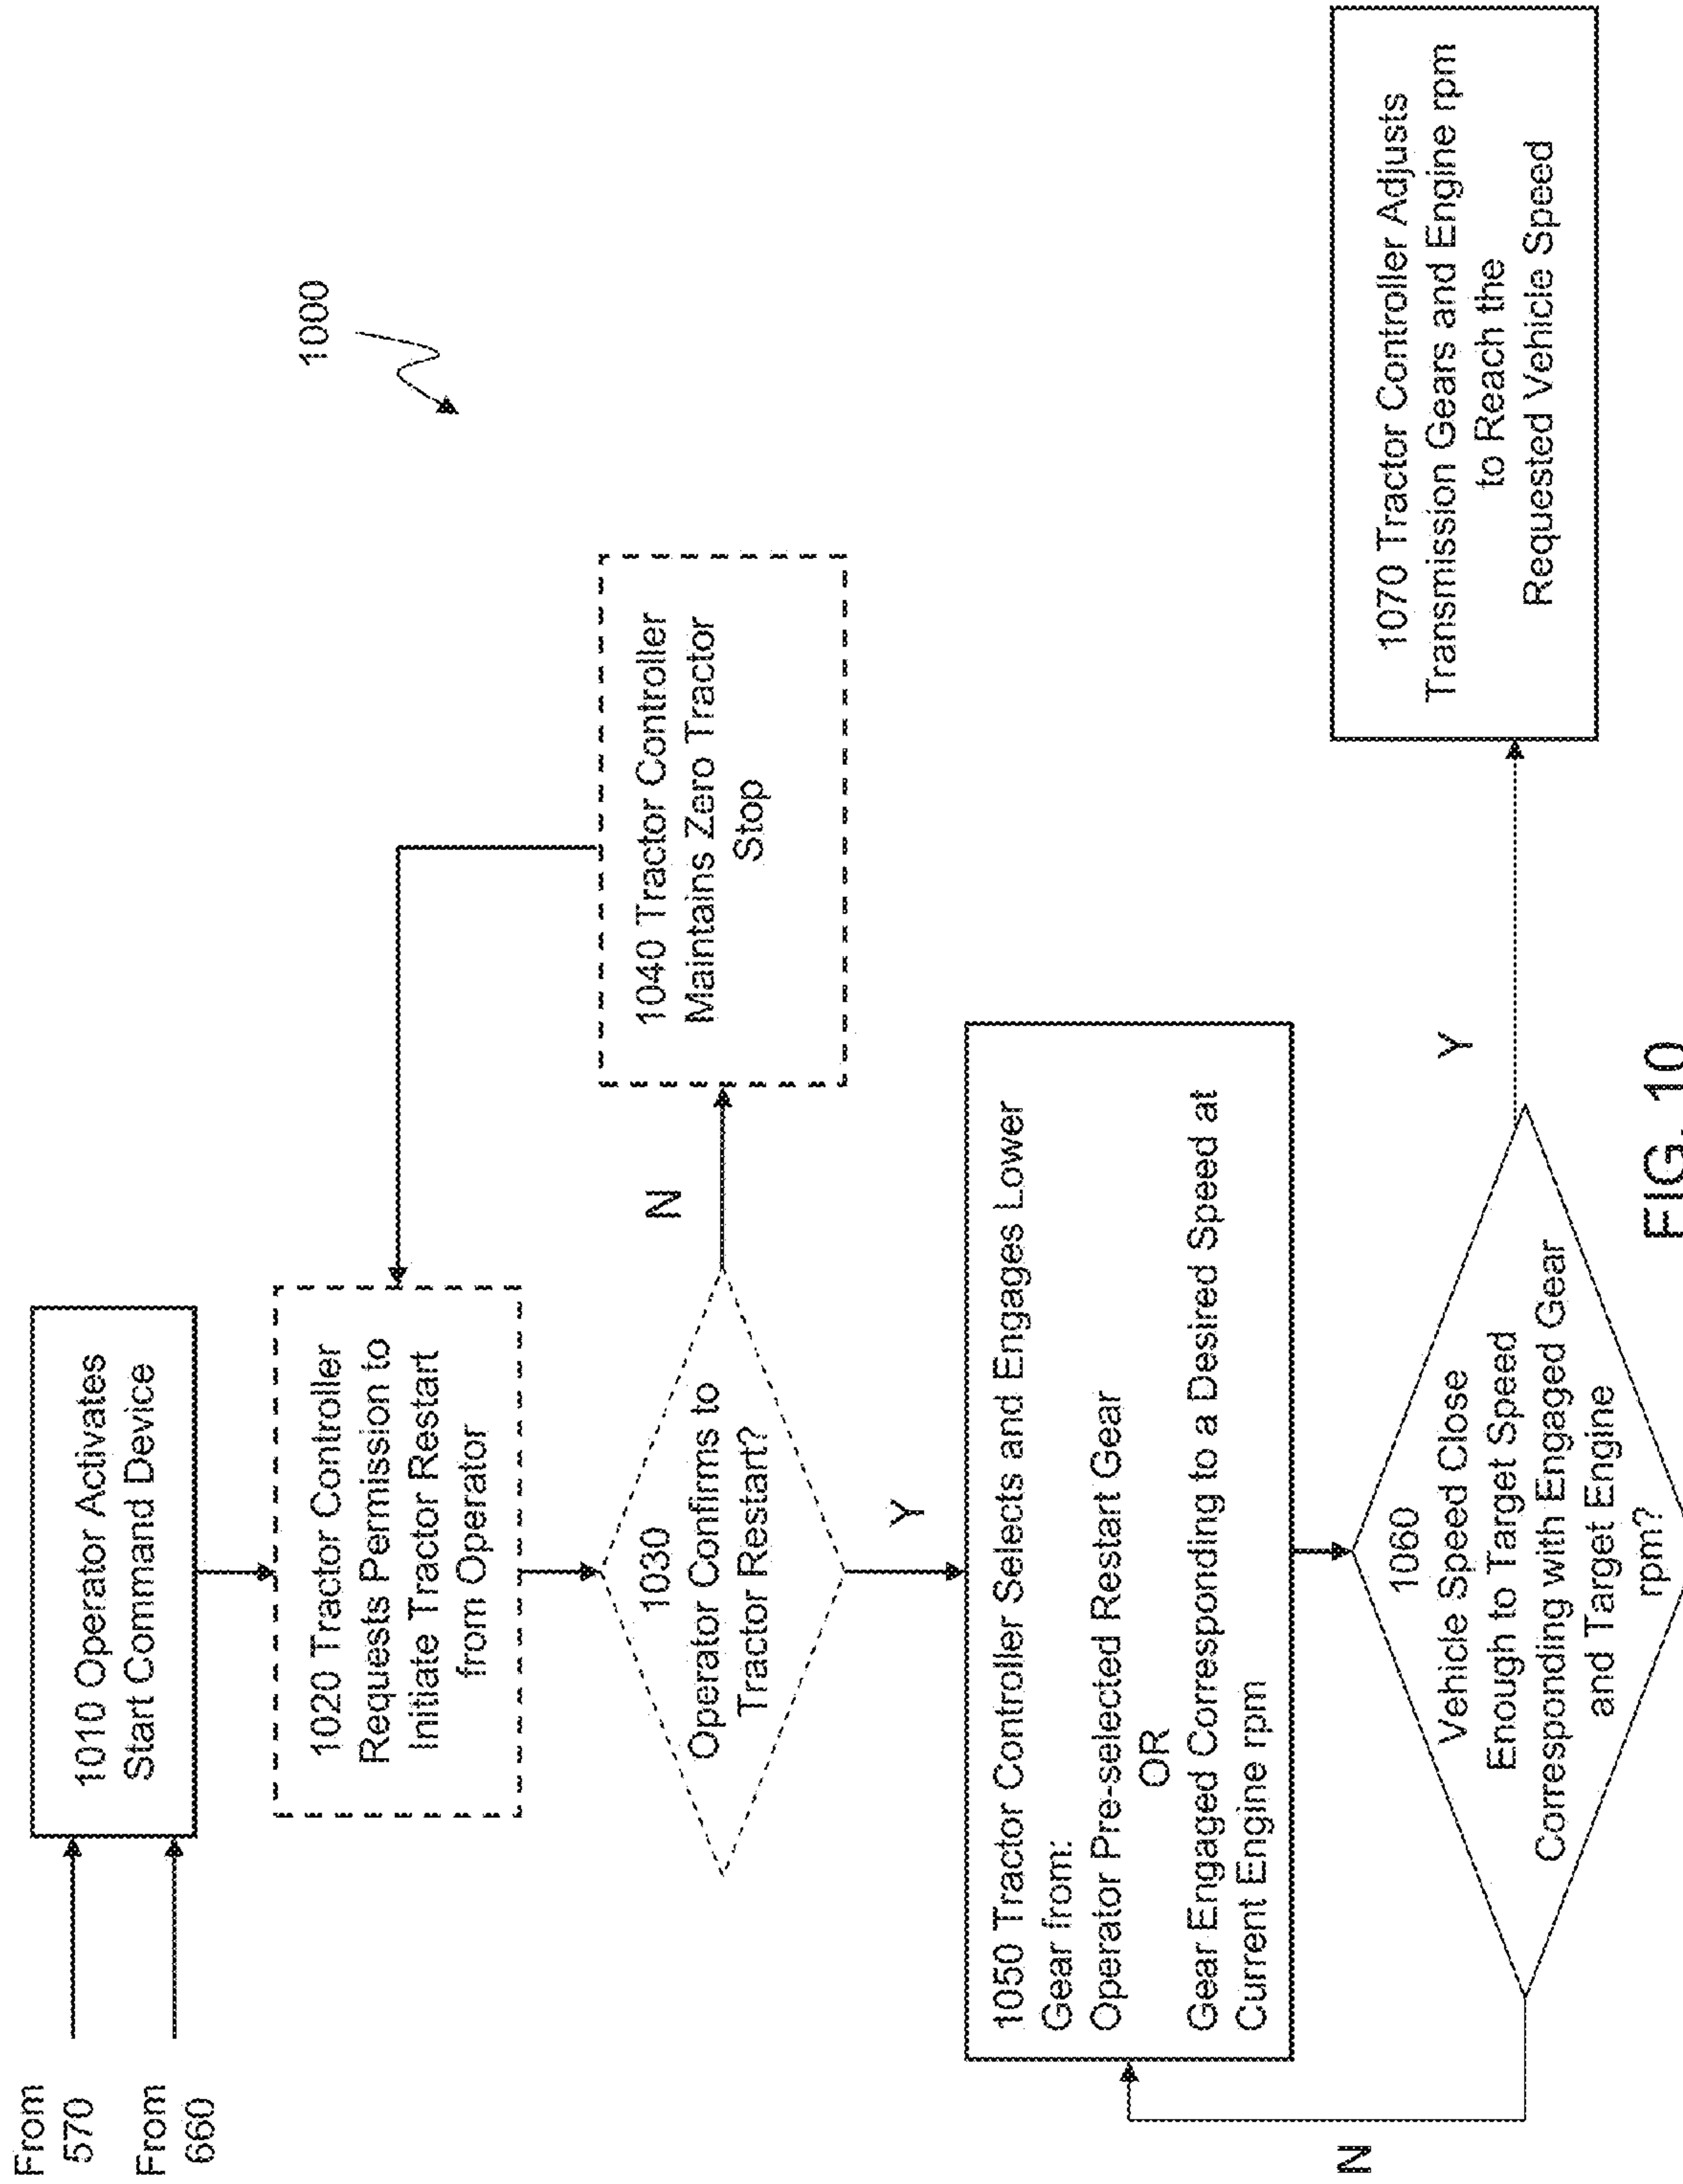 From
570
From
660
1010 Operator Activates
Start Command Device
1000
1020 Tractor Controller
Requests Permission to
Initiate Tractor Restart
from Operator
1030
Operator Confirms to
Tractor Restart?
N
1040 Tractor Controller
Maintains Zero Tractor
Stop
Y
1050 Tractor Controller Selects and Engages Lower
Gear from:
Operator Pre-selected Restart Gear
OR
Gear Engaged Corresponding to a Desired Speed at
Current Engine rpm
N
1060
Vehicle Speed Close
Enough to Target Speed
Corresponding with Engaged Gear
and Target Engine
rpm?
Y
1070 Tractor Controller Adjusts
Transmission Gears and Engine rpm
to Reach the
Requested Vehicle Speed
FIG. 10